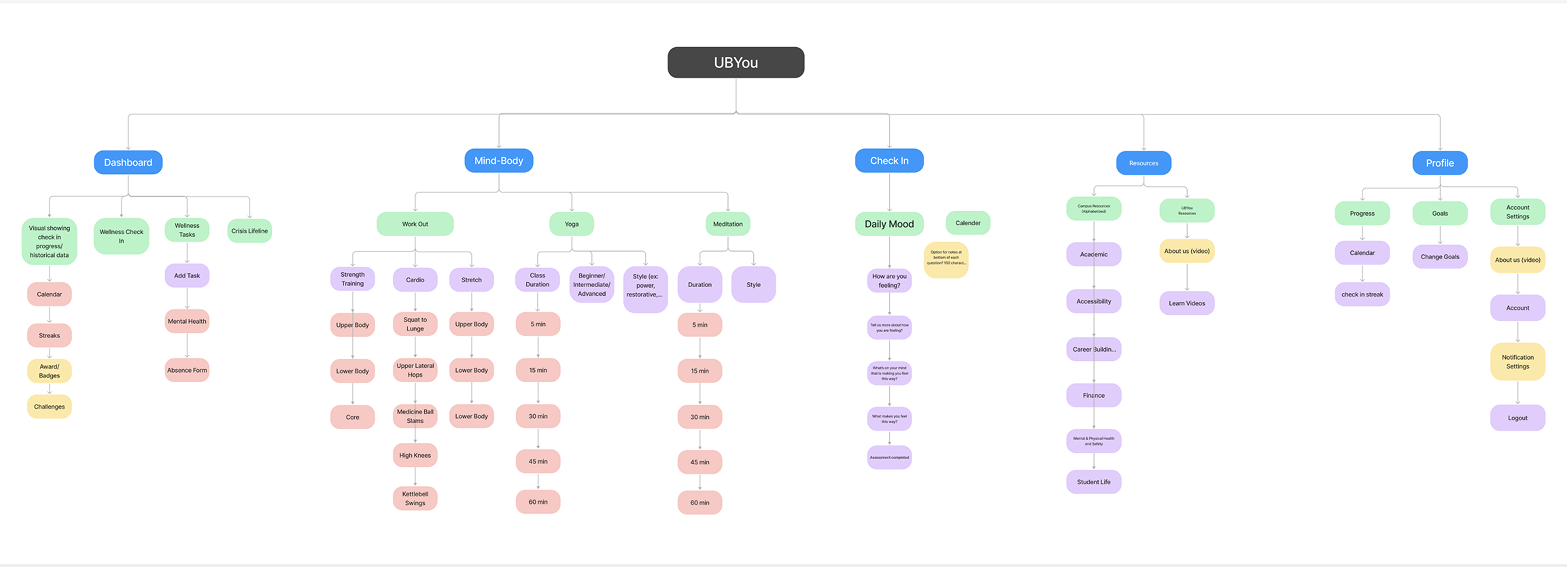 UBYou
Dashboard
Mind-Body
Check In
Resources
Profile
Visual showing
check in
progress/
historical data
Wellness Check
In
Wellness
Tasks
Crisis Lifeline
Add Task
Calendar
Mental Health
Streaks
Absence Form
Award/
Badges
Challenges
Work Out
Yoga
Meditation
Strength
Training
Cardio
Stretch
Class
Duration
Beginner/
Intermediate/
Advanced
Style (ex:
power,
restorative,...
Duration
Style
Upper Body
Lower Body
Core
Squat to
Lunge
Upper Lateral
Hops
Medicine Ball
Slams
High Knees
Kettlebell
Swings
Upper Body
Lower Body
Lower Body
5 min
15 min
30 min
45 min
60 min
5 min
15 min
30 min
45 min
60 min
Daily Mood
Calender
Option for notes at
bottom of each
question? 150 charact...
How are you
feeling?
Tell us more about how
you are feeling?
What's on your mind
that is making you feel
this way?
What makes you feel
this way?
Assessment completed
Campus Resources
(Alphabetized)
UBYou
Resources
Academic
Accessibility
Career Buildin...
Finance
Mental & Physical Health
and Safety
Student Life
About us (video)
Learn Videos
Progress
Goals
Account
Settings
Calendar
check in streak
Change Goals
About us (video)
Account
Notification
Settings
Logout